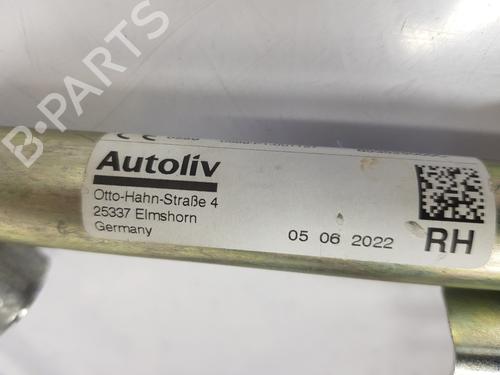 Autoliv
Otto-Hahn-Straße 4
25337 Elmshorn
Germany
05 06 2022
RH
B-PARTS